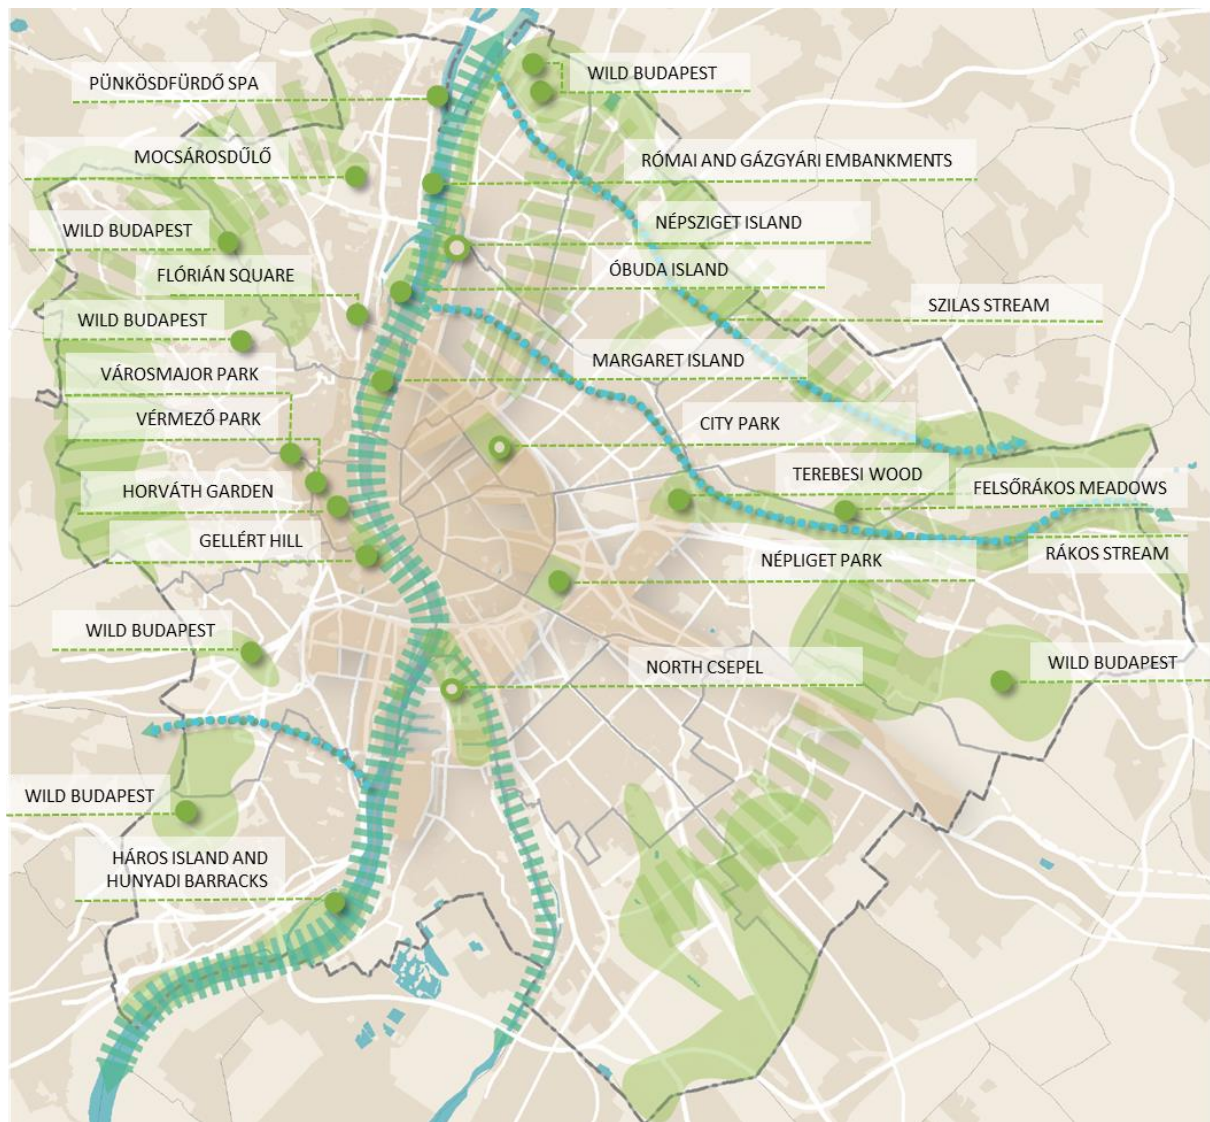 WILD BUDAPEST
PÜNKÖSDFÜRDŐ SPA
MOCSÁROSDŰLŐ
RÓMAI AND GÁZGYÁRI EMBANKMENTS
WILD BUDAPEST
NÉPSZIGET ISLAND
FLÓRIÁN SQUARE
ÓBUDA ISLAND
SZILAS STREAM
WILD BUDAPEST
MARGARET ISLAND
VÁROSMAJOR PARK
VÉRMEZŐ PARK
CITY PARK
TEREBESI WOOD
HORVÁTH GARDEN
FELSŐRÁKOS MEADOWS
GELLÉRT HILL
RÁKOS STREAM
NÉPLIGET PARK
WILD BUDAPEST
NORTH CSEPEL
WILD BUDAPEST
WILD BUDAPEST
HÁROS ISLAND AND
HUNYADI BARRACKS